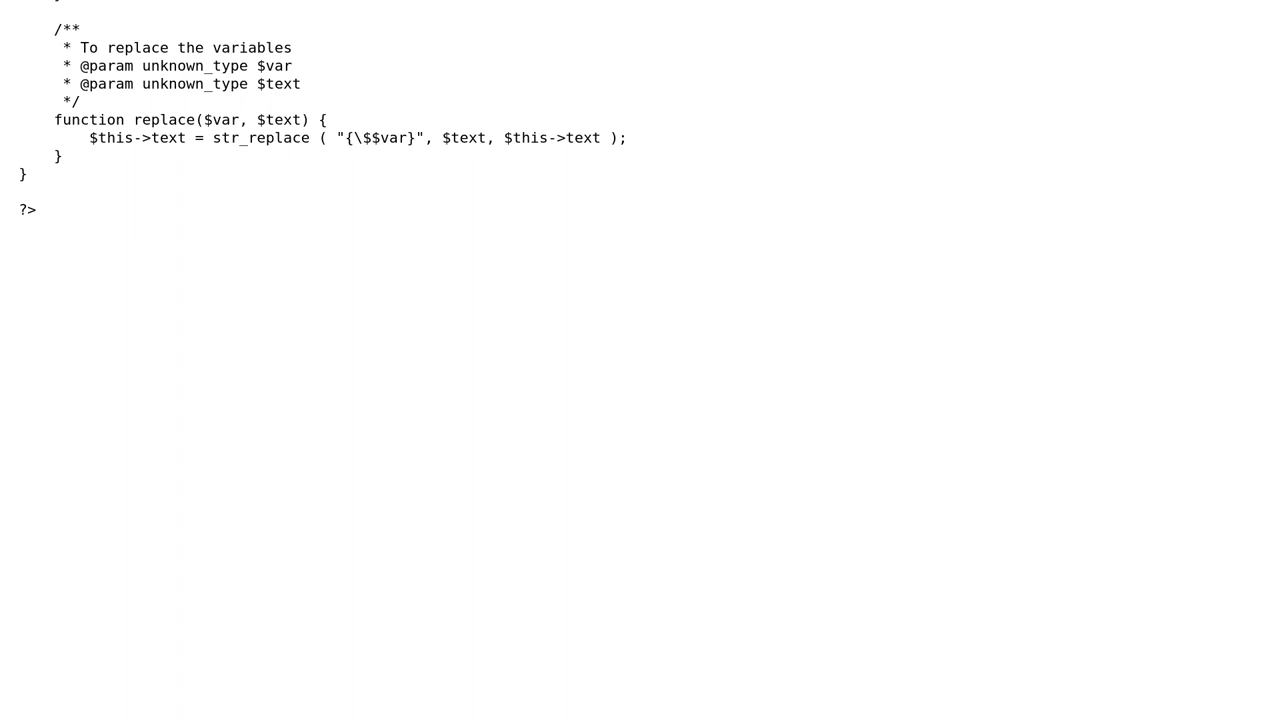 /**
     * To replace the variables
     * @param unknown_type $var
     * @param unknown_type $text
     */
    function replace($var, $text) {
        $this->text = str_replace ( "{\$$var}", $text, $this->text );
    }
}

?>